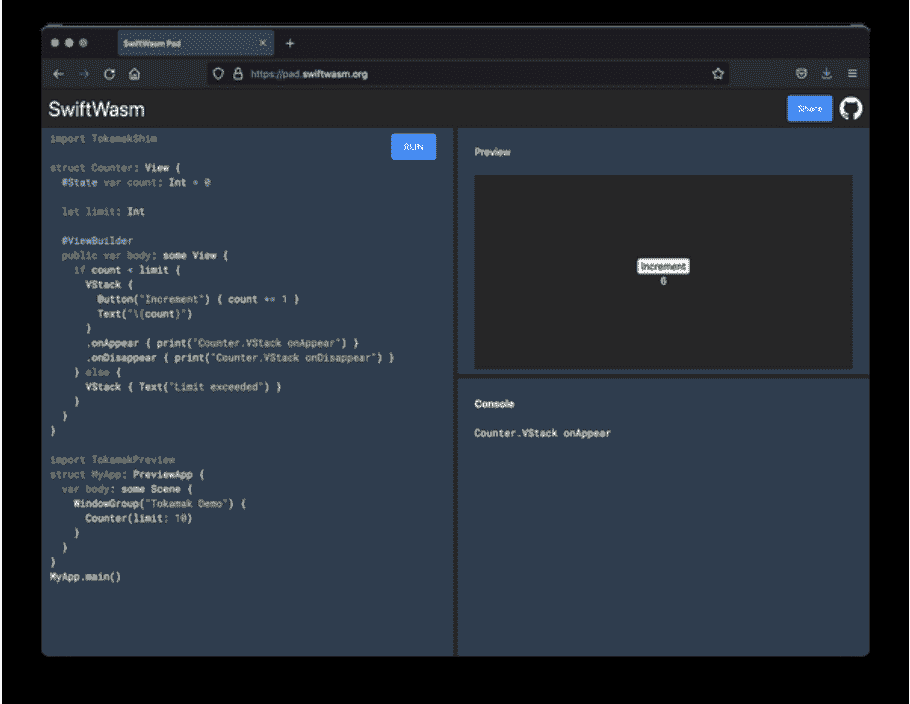 SwiftWasm Pad
https://pad.swiftwasm.org
SwiftWasm
Share
import TokamakShim
RUN
struct Counter: View {
@State var count: Int = 0
let limit: Int
@ViewBuilder
public var body: some View {
if count < limit {
VStack {
Button("Increment") { count += 1 }
Text("\(count)")
}
.onAppear { print("Counter.VStack onAppear") }
.onDisappear { print("Counter.VStack onDisappear") }
} else {
VStack { Text("Limit exceeded") }
}
}
}
import TokamakPreview
struct MyApp: PreviewApp {
var body: some Scene {
WindowGroup("Tokamak Demo") {
Counter(limit: 10)
}
}
}
MyApp.main()
Preview
Increment
Console
Counter.VStack onAppear